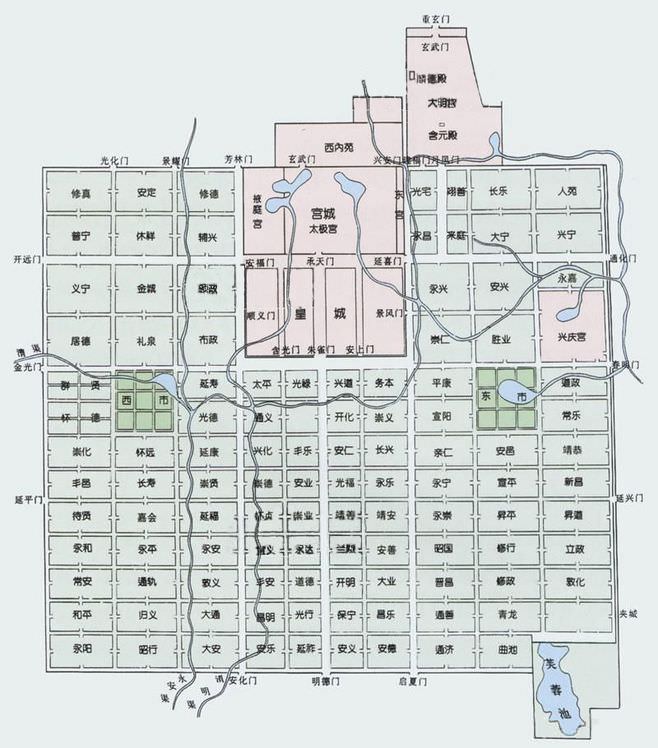 重玄门
玄武门
麟德殿
大明宫
含元殿
西内苑
光化门 景耀门 芳林门 玄武门 兴安门 建福门 丹凤门
修真 安定 修德 掖庭宫 宫城 东宫 光宅 翊善 长乐 入苑
太极宫
普宁 休祥 辅兴 永昌 来庭 大宁 兴宁
开远门 安福门 承天门 延喜门 通化门
义宁 金城 永兴 安兴 永嘉
顺义门 皇城 景风门
居德 礼泉 布政 崇仁 胜业 兴庆宫
清渠 含光门 朱雀门 安上门
金光门 春明门
群贤 西市 延寿 太平 光禄 兴道 务本 平康 东市 道政
怀德 光德 通义 开化 崇义 宣阳 常乐
崇化 怀远 延康 兴化 丰乐 安仁 长兴 亲仁 安邑 靖恭
丰邑 长寿 崇贤 崇德 安业 光福 永乐 永宁 宣平 新昌
延平门 延兴门
待贤 嘉会 延福 怀贞 崇业 靖善 靖安 永崇 昇平 昇道
永和 永平 永安 永达 兰陵 安善 昭国 修行 立政
常安 通轨 敦义 丰安 道德 开明 大业 晋昌 修政 敦化
和平 归义 大通 昌明 光行 保宁 昌乐 通善 青龙 夹城
永阳 昭行 大安 安乐 延祚 安义 安德 通济 曲池
永安渠 清明渠 安化门 明德门 启夏门
芙蓉池